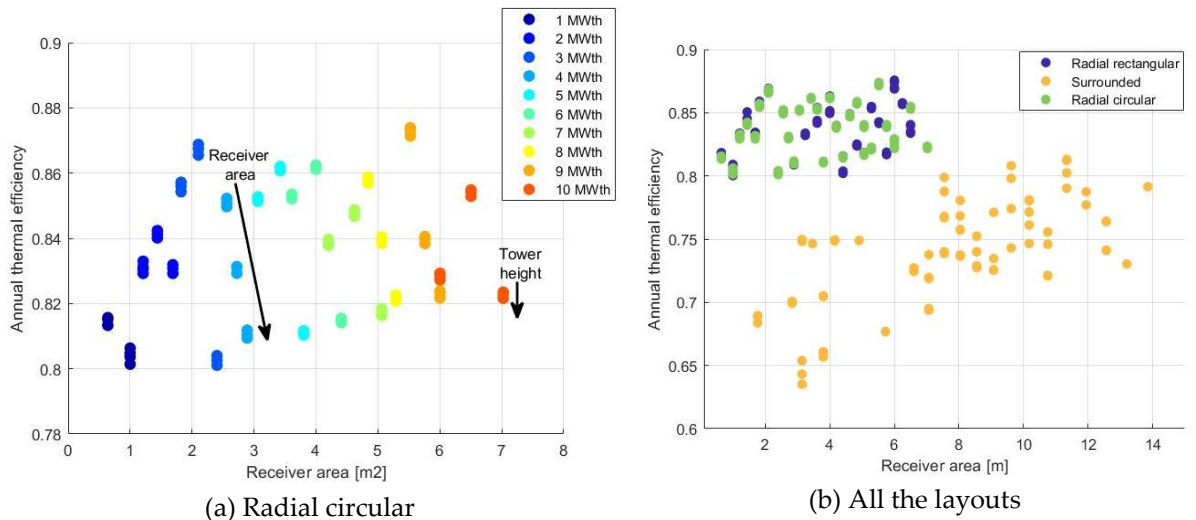 0.9
0.88
0.86
0.84
0.82
0.8
0.78
Annual thermal efficiency
0 1 2 3 4 5 6 7 8
Receiver area [m2]
Receiver
area
Tower
height
1 MWth
2 MWth
3 MWth
4 MWth
5 MWth
6 MWth
7 MWth
8 MWth
9 MWth
10 MWth
(a) Radial circular
0.9
0.85
0.8
0.75
0.7
0.65
0.6
Annual thermal efficiency
2 4 6 8 10 12 14
Receiver area [m]
Radial rectangular
Surrounded
Radial circular
(b) All the layouts